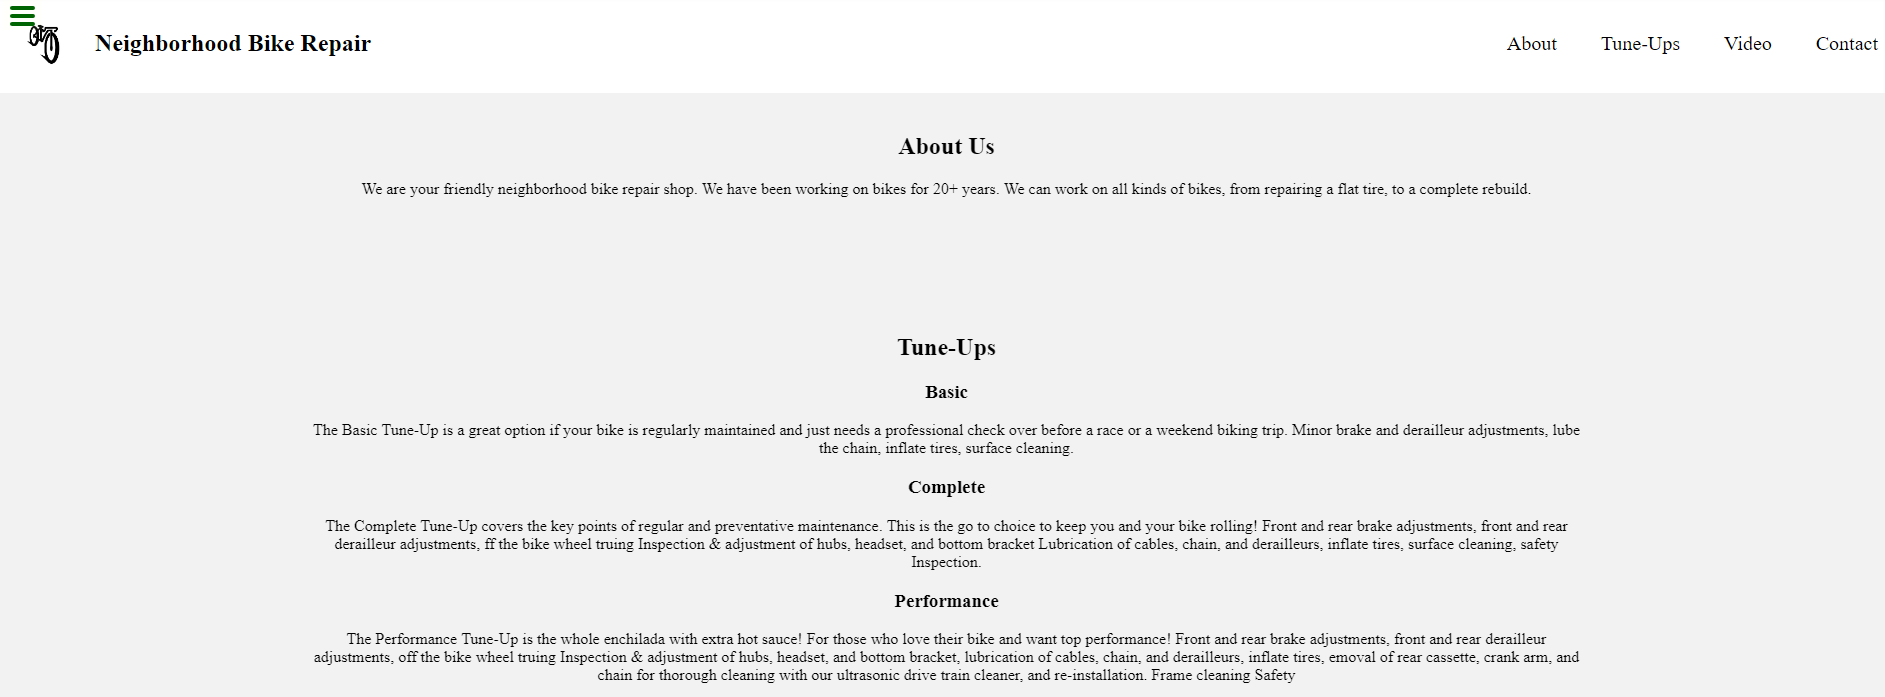 Neighborhood Bike Repair
About Tune-Ups Video Contact
About Us
We are your friendly neighborhood bike repair shop. We have been working on bikes for 20+ years. We can work on all kinds of bikes, from repairing a flat tire, to a complete rebuild.
Tune-Ups
Basic
The Basic Tune-Up is a great option if your bike is regularly maintained and just needs a professional check over before a race or a weekend biking trip. Minor brake and derailleur adjustments, lube
the chain, inflate tires, surface cleaning.
Complete
The Complete Tune-Up covers the key points of regular and preventative maintenance. This is the go to choice to keep you and your bike rolling! Front and rear brake adjustments, front and rear
derailleur adjustments, ff the bike wheel truing Inspection & adjustment of hubs, headset, and bottom bracket Lubrication of cables, chain, and derailleurs, inflate tires, surface cleaning, safety
Inspection.
Performance
The Performance Tune-Up is the whole enchilada with extra hot sauce! For those who love their bike and want top performance! Front and rear brake adjustments, front and rear derailleur
adjustments, off the bike wheel truing Inspection & adjustment of hubs, headset, and bottom bracket, lubrication of cables, chain, and derailleurs, inflate tires, emoval of rear cassette, crank arm, and
chain for thorough cleaning with our ultrasonic drive train cleaner, and re-installation. Frame cleaning Safety